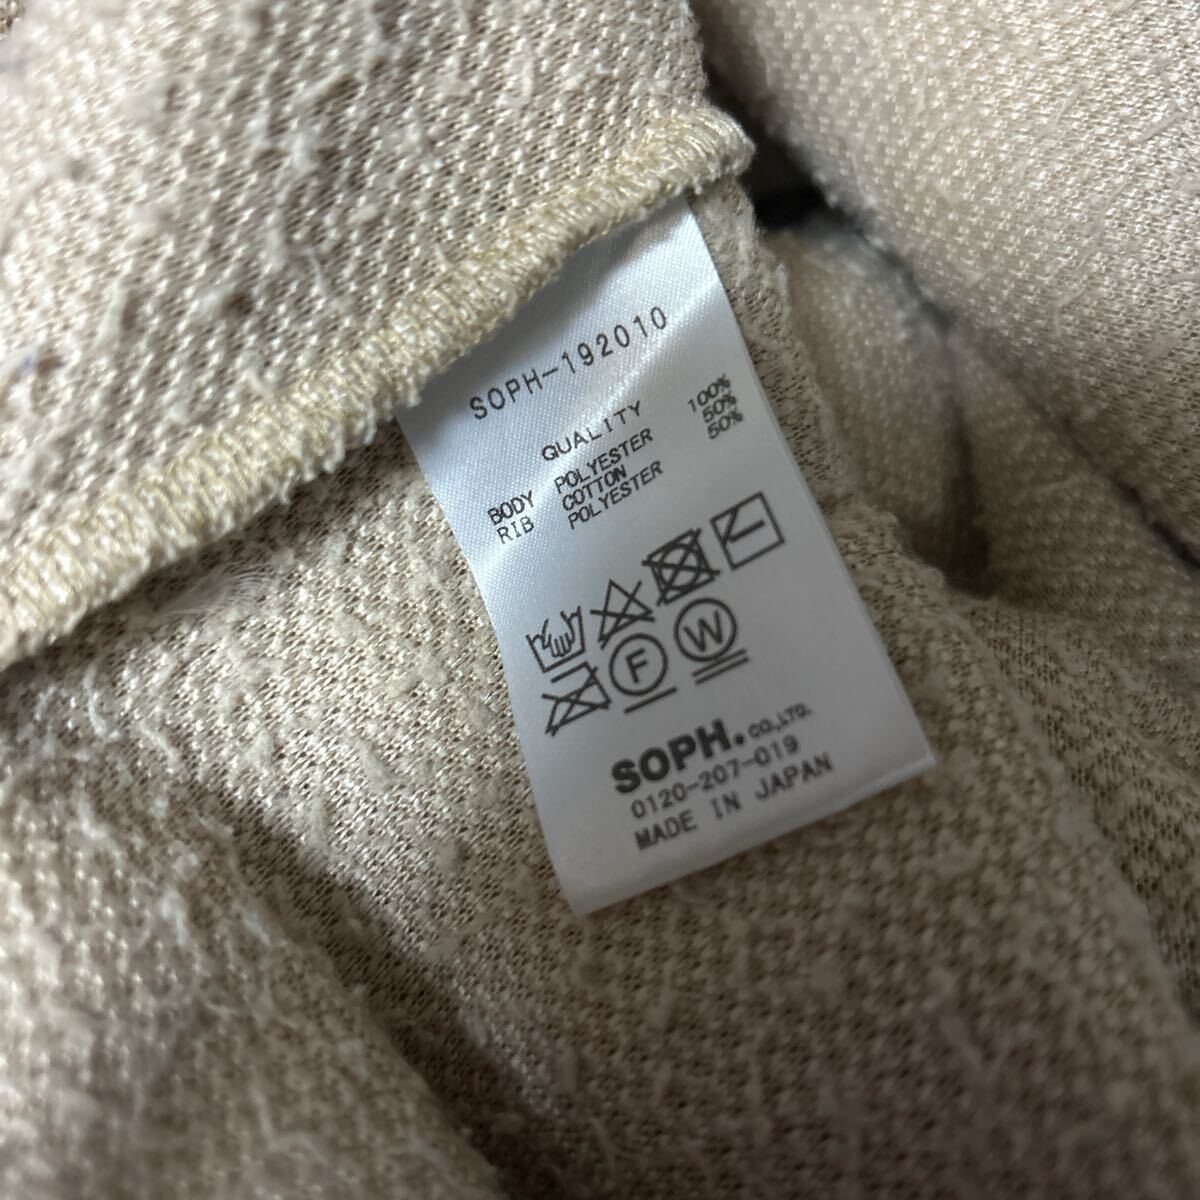 SOPH-192010
QUALITY
BODY POLYESTER 100%
RIB COTTON 50%
POLYESTER 50%
F W
SOPH. CO.,LTD.
0120-207-019
MADE IN JAPAN